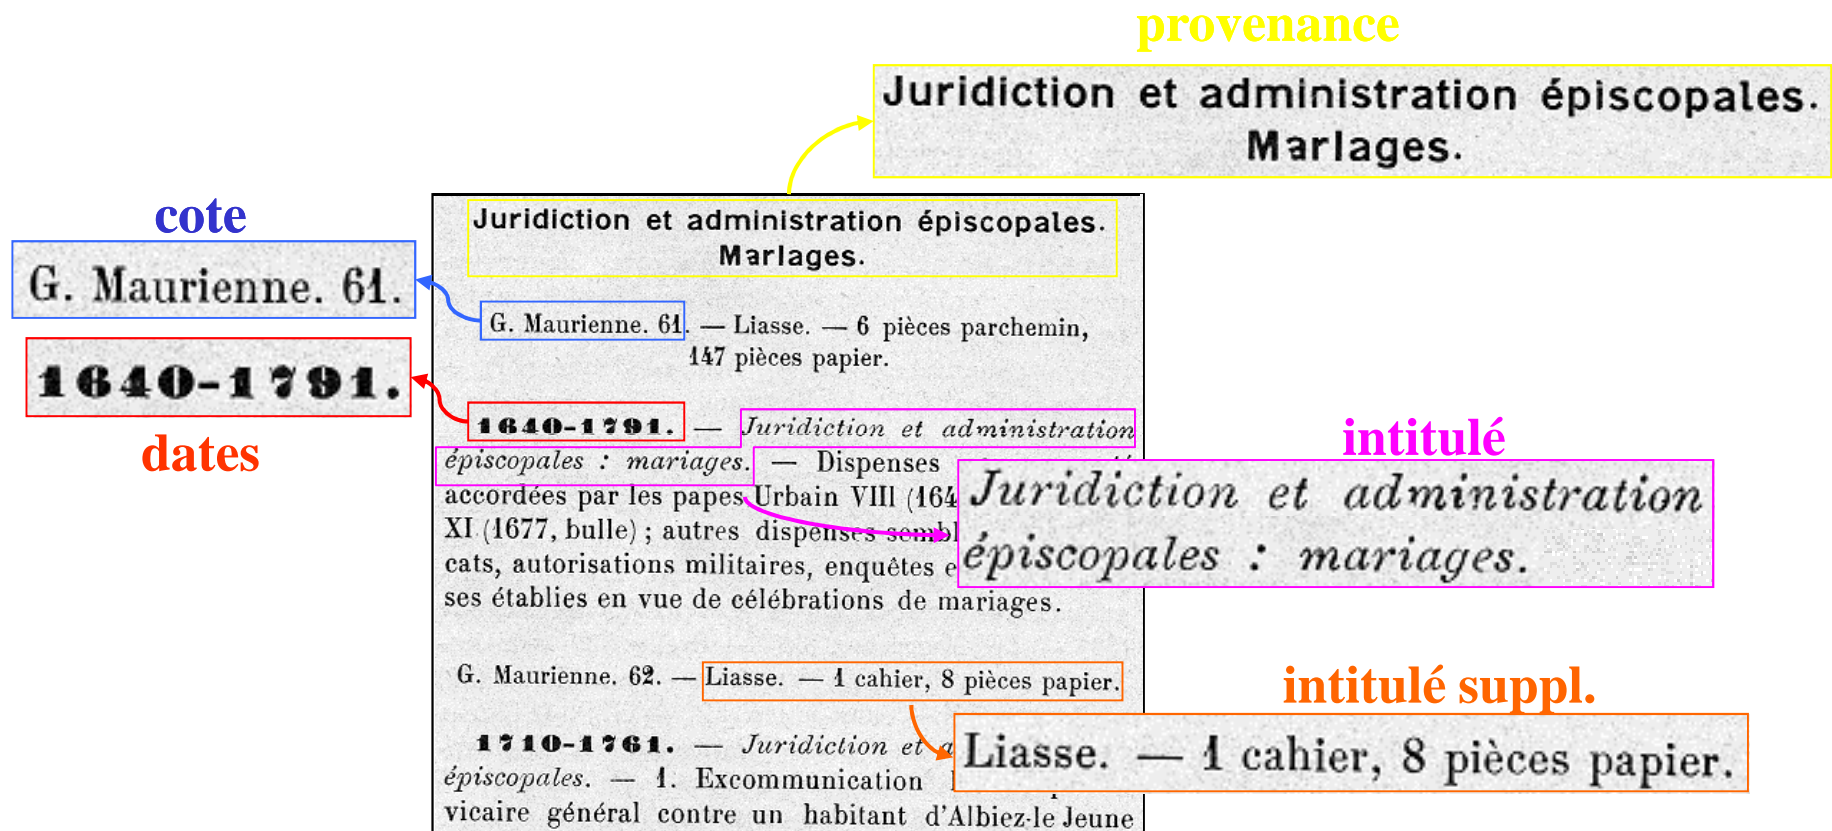 provenance
Juridiction et administration épiscopales.
Mariages.
cote
G. Maurienne. 61.
1640-1791.
dates
Juridiction et administration épiscopales.
Mariages.
G. Maurienne. 61. — Liasse. — 6 pièces parchemin,
147 pièces papier.
1640-1791. — Juridiction et administration
épiscopales : mariages. — Dispenses
accordées par les papes Urbain VIII (164
XI (1677, bulle) ; autres dispenses sembl
cats, autorisations militaires, enquêtes e
ses établies en vue de célébrations de mariages.
G. Maurienne. 62. — Liasse. — 1 cahier, 8 pièces papier.
1710-1761. — Juridiction et a
épiscopales. — 1. Excommunication
vicaire général contre un habitant d'Albiez-le Jeune
intitulé
Juridiction et administration
épiscopales : mariages.
intitulé suppl.
Liasse. — 1 cahier, 8 pièces papier.